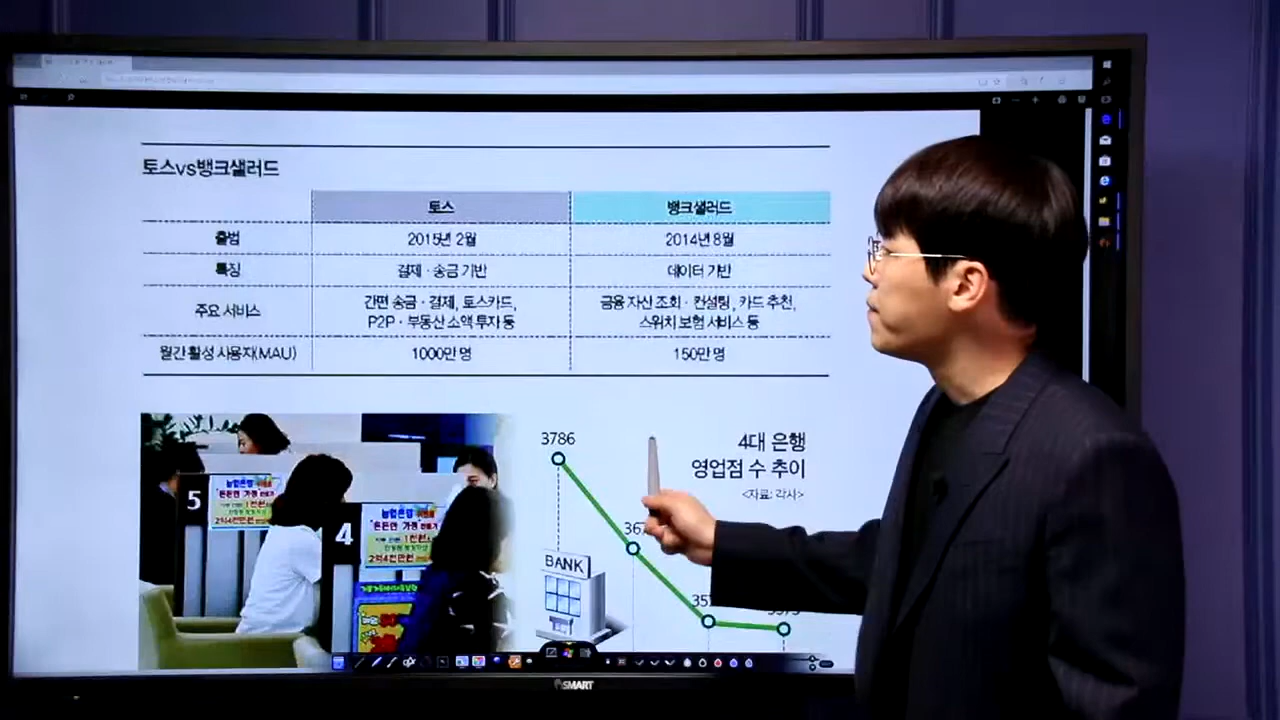 토스vs뱅크샐러드
토스 뱅크샐러드
출범 2015년 2월 2014년 8월
특징 결제·송금 기반 데이터 기반
주요 서비스 간편 송금·결제, 토스카드, 금융 자산 조회·컨설팅, 카드 추천,
P2P·부동산 소액 투자 등 스위치 보험 서비스 등
월간 활성 사용자(MAU) 1000만 명 150만 명
3786
4대 은행
영업점 수 추이
<자료: 각사>
BANK
5
4
SMART